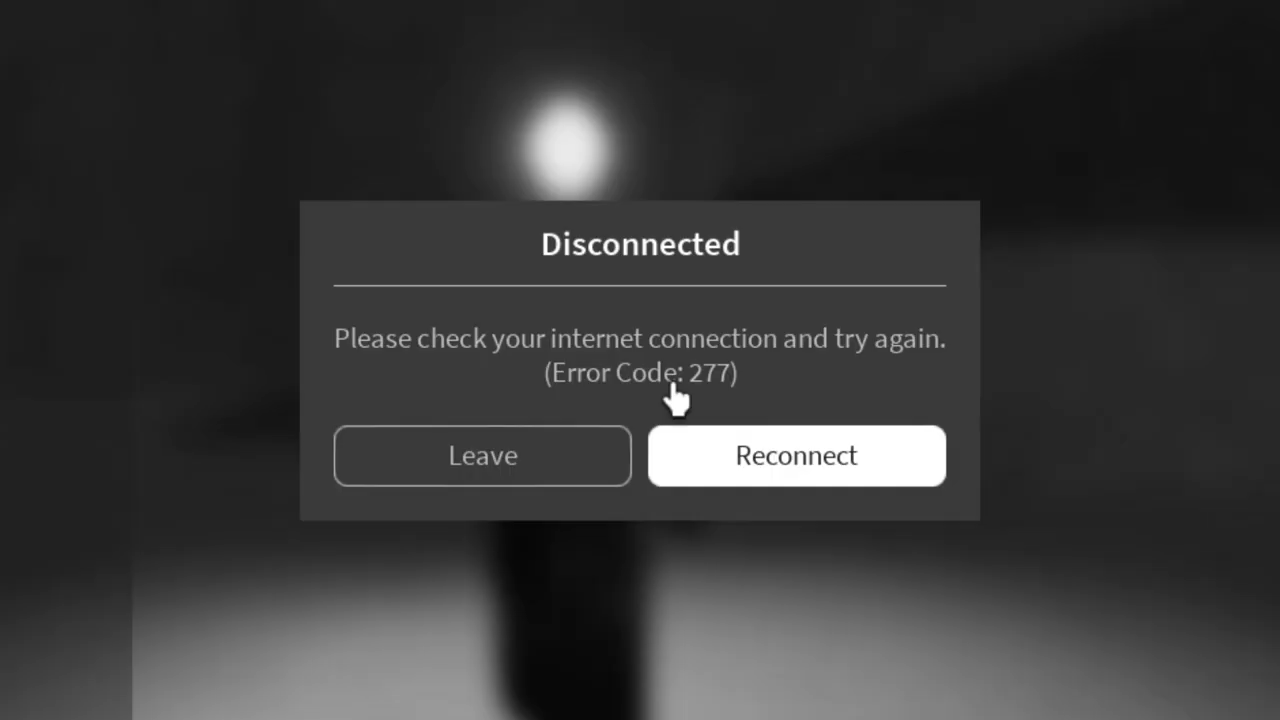 Disconnected
Please check your internet connection and try again.
(Error Code: 277)
Leave
Reconnect